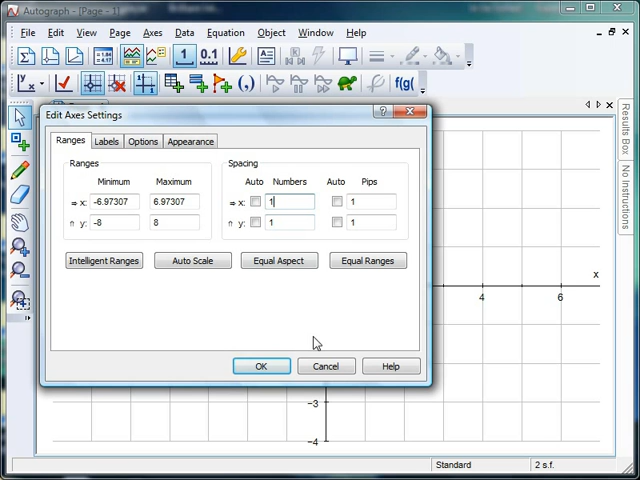 Autograph - [Page - 1]
File Edit View Page Axes Data Equation Object Window Help
1 0.1 A
y x (,) f(g(
Edit Axes Settings
Ranges Labels Options Appearance
Ranges Spacing
Minimum Maximum Auto Numbers Auto Pips
x: -6.97307 6.97307 1 1
y: -8 8 1 1
Intelligent Ranges Auto Scale Equal Aspect Equal Ranges
OK Cancel Help
Results Box
No Instructions
x
4 6
−3
−4
Standard 2 s.f.